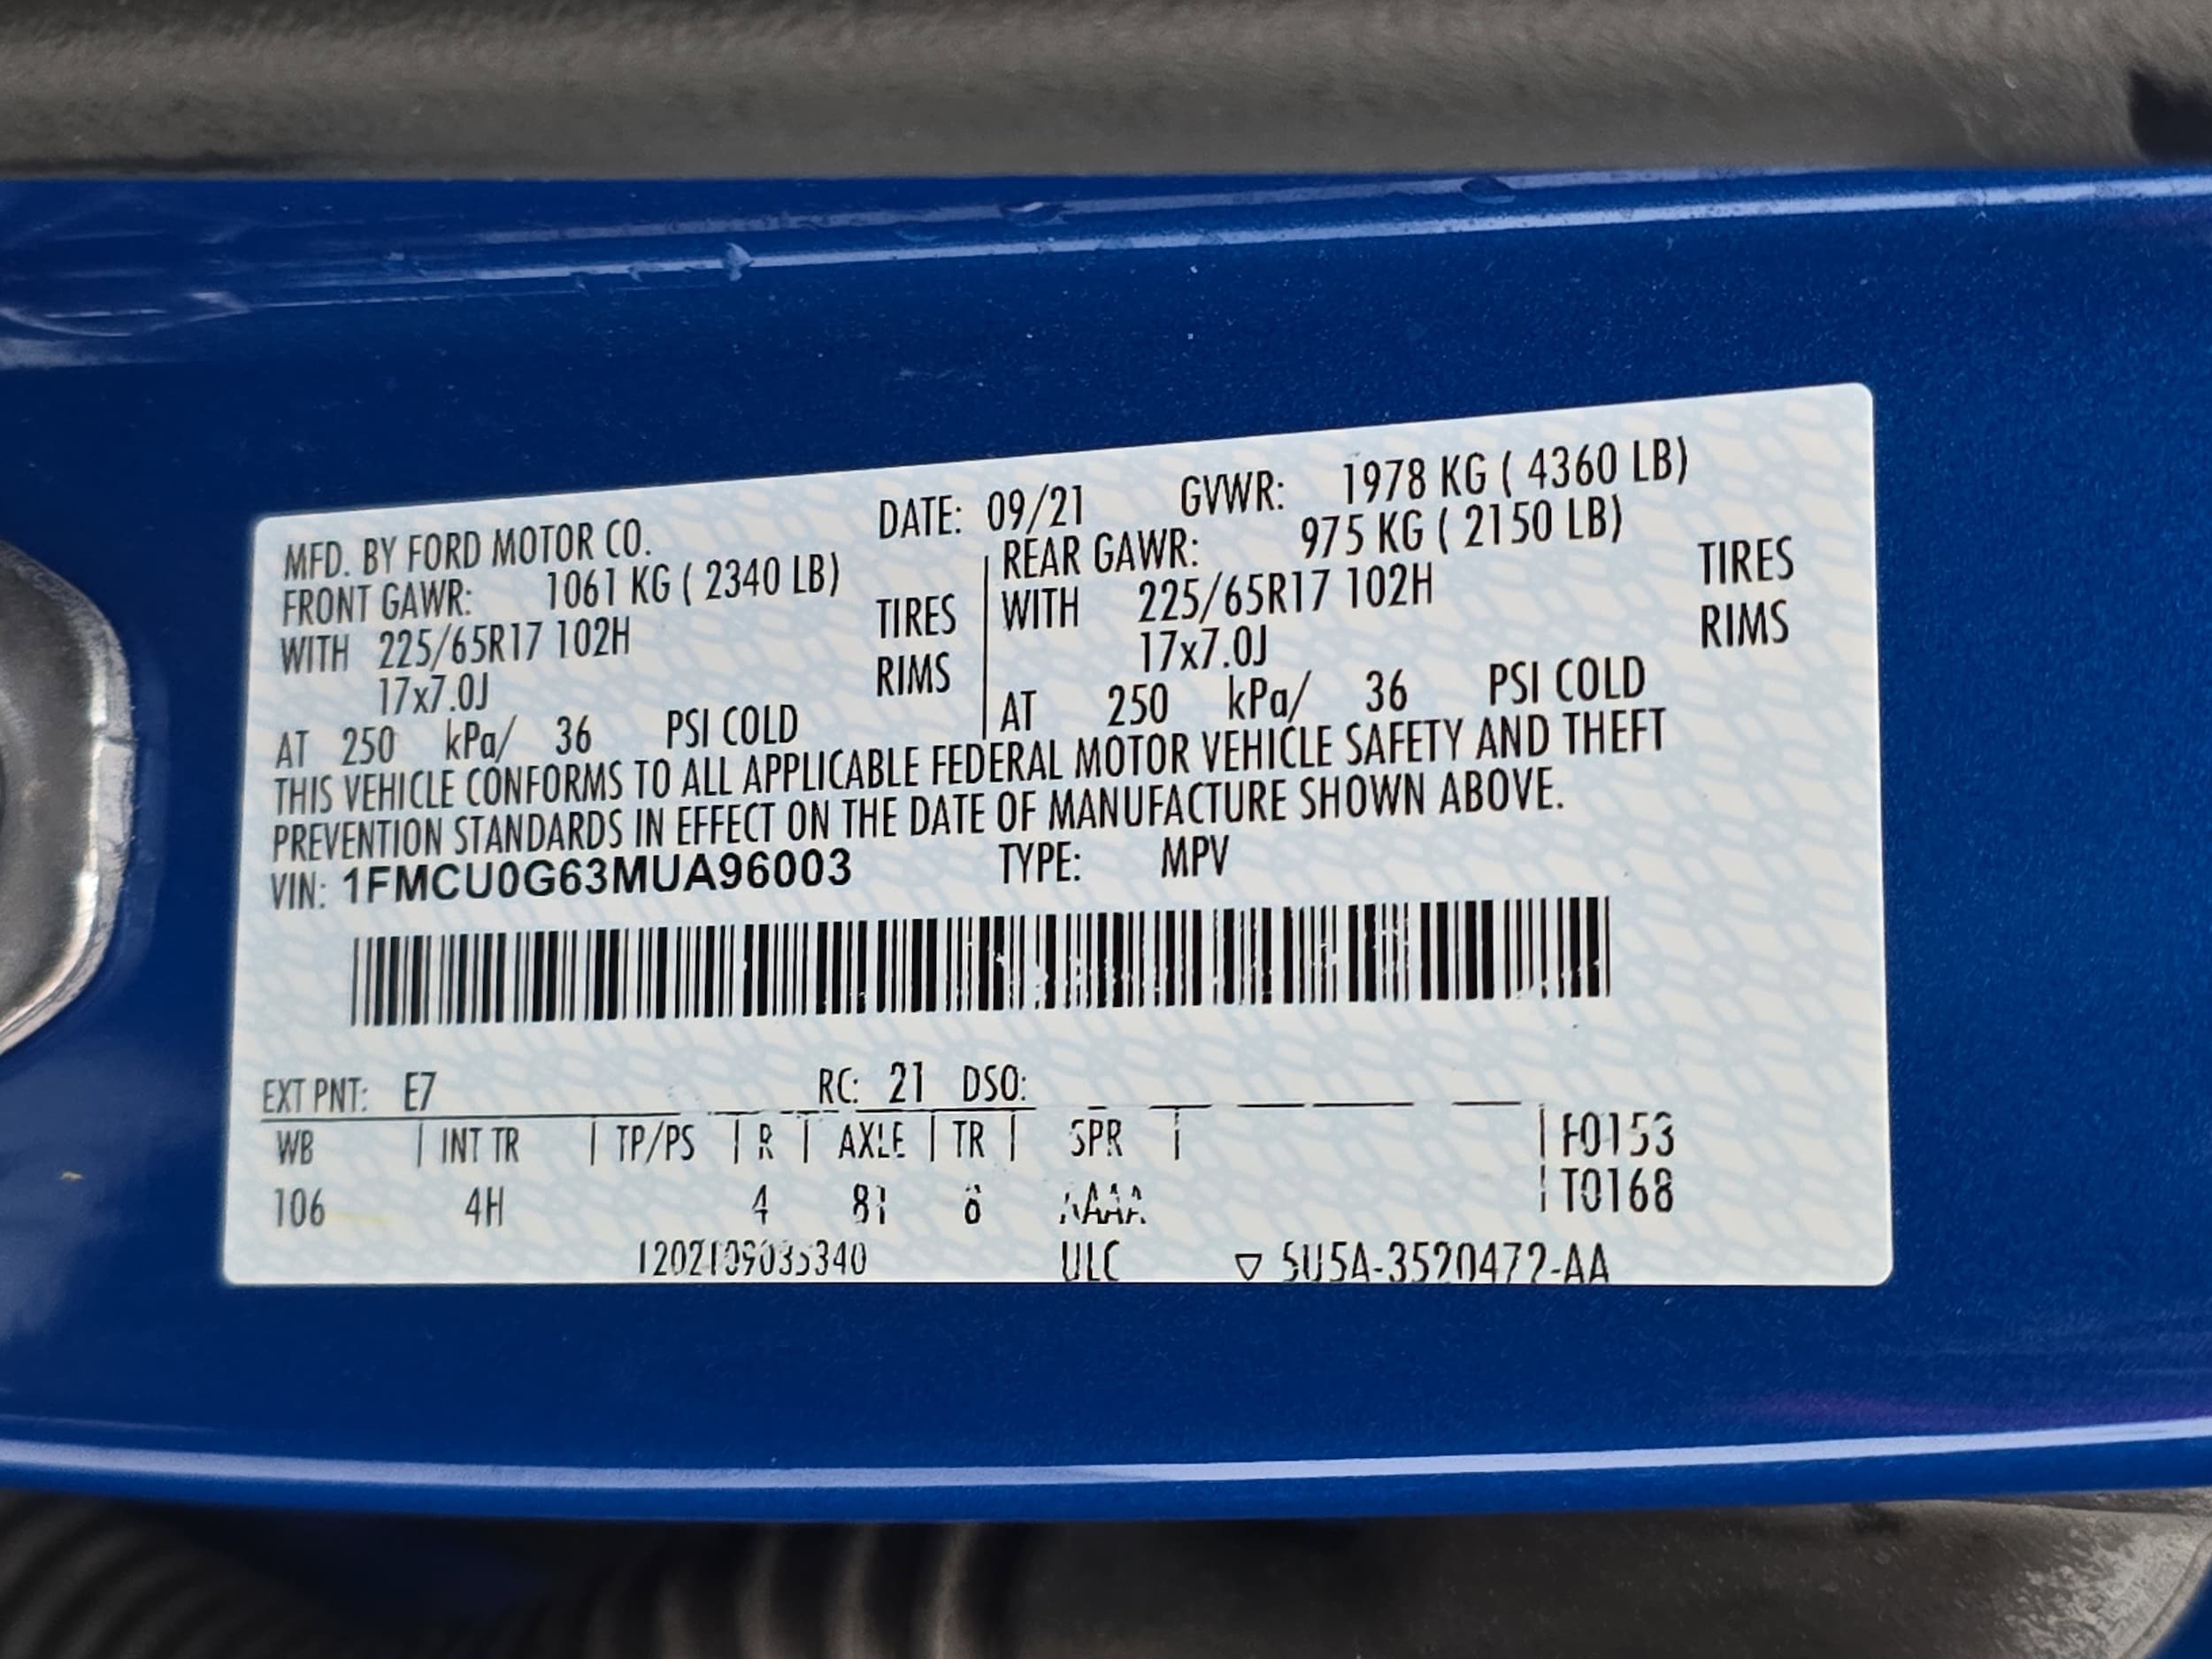 MFD. BY FORD MOTOR CO. DATE: 09/21 GVWR: 1978 KG ( 4360 LB)
FRONT GAWR: 1061 KG ( 2340 LB) REAR GAWR: 975 KG ( 2150 LB)
WITH 225/65R17 102H TIRES WITH 225/65R17 102H TIRES
17x7.0J RIMS 17x7.0J RIMS
AT 250 kPa/ 36 PSI COLD AT 250 kPa/ 36 PSI COLD
THIS VEHICLE CONFORMS TO ALL APPLICABLE FEDERAL MOTOR VEHICLE SAFETY AND THEFT
PREVENTION STANDARDS IN EFFECT ON THE DATE OF MANUFACTURE SHOWN ABOVE.
VIN: 1FMCU0G63MUA96003 TYPE: MPV
EXT PNT: E7 RC: 21 DSO:
WB | INT TR | TP/PS | R | AXLE | TR | SPR | | F0153
106 4H 4 8 | T0168
1202109035340 ULC ▽ 5U5A-3520472-AA